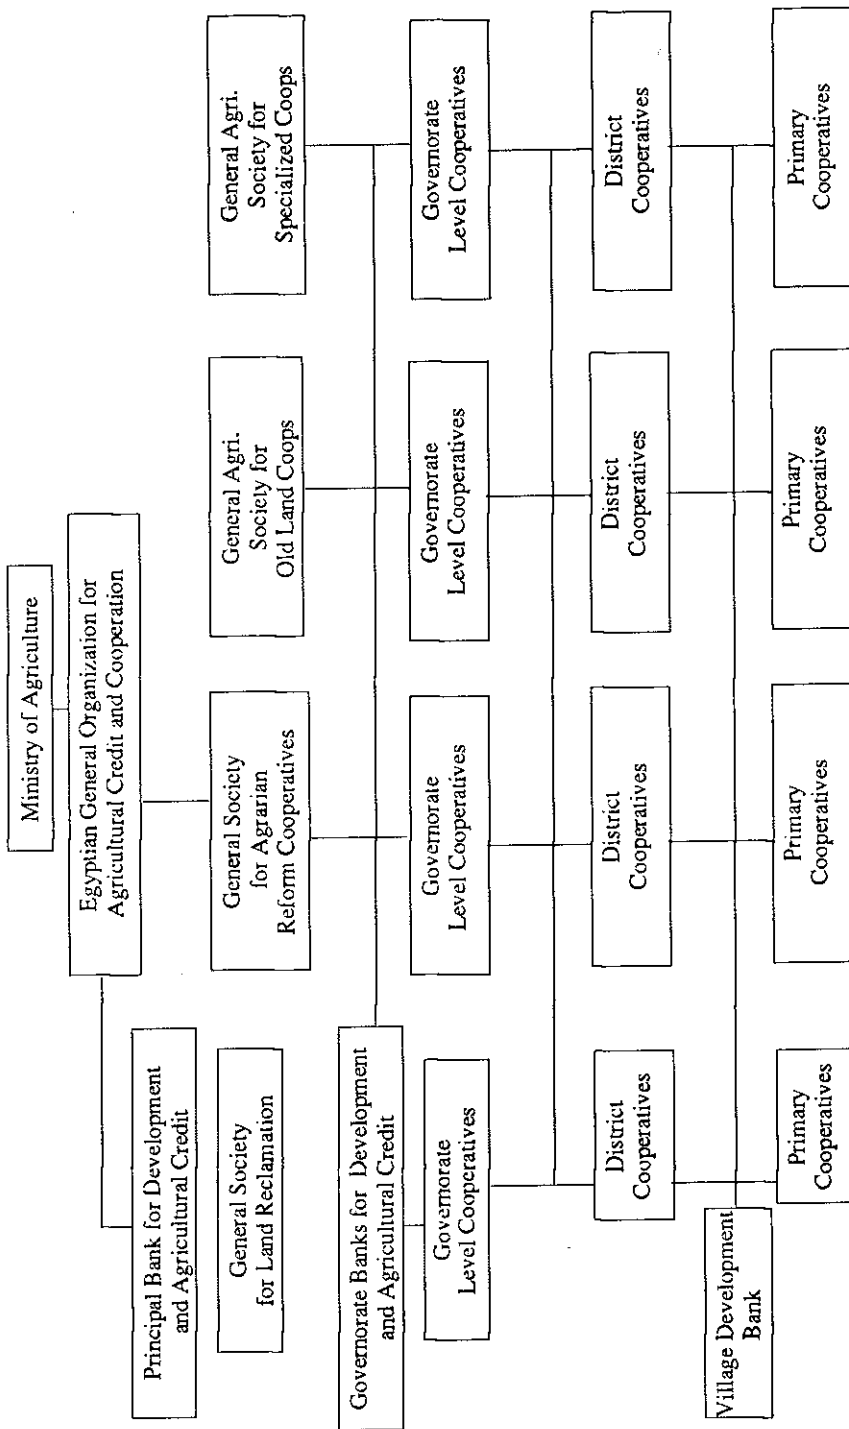 Ministry of Agriculture
Egyptian General Organization for
Agricultural Credit and Cooperation
Principal Bank for Development
and Agricultural Credit
General Society
for Land Reclamation
General Society
for Agrarian
Reform Cooperatives
General Agri.
Society for
Old Land Coops
General Agri.
Society for
Specialized Coops
Governorate Banks for Development
and Agricultural Credit
Governorate
Level Cooperatives
Governorate
Level Cooperatives
Governorate
Level Cooperatives
Governorate
Level Cooperatives
District
Cooperatives
District
Cooperatives
District
Cooperatives
District
Cooperatives
Village Development
Bank
Primary
Cooperatives
Primary
Cooperatives
Primary
Cooperatives
Primary
Cooperatives